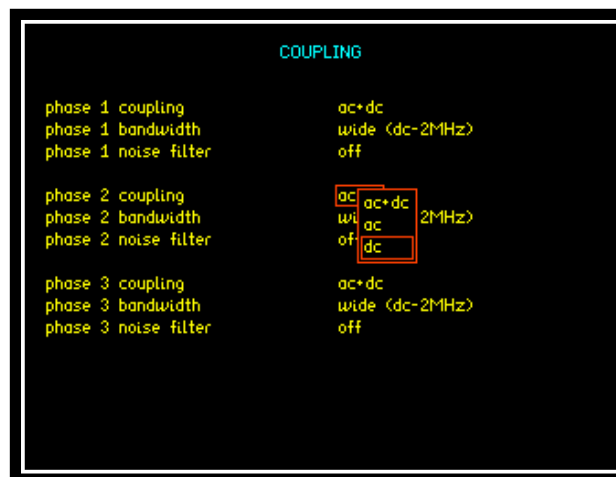 COUPLING
phase 1 coupling ac+dc
phase 1 bandwidth wide (dc-2MHz)
phase 1 noise filter off
phase 2 coupling ac
phase 2 bandwidth 2MHz)
phase 2 noise filter
ac+dc
ac
dc
phase 3 coupling ac+dc
phase 3 bandwidth wide (dc-2MHz)
phase 3 noise filter off